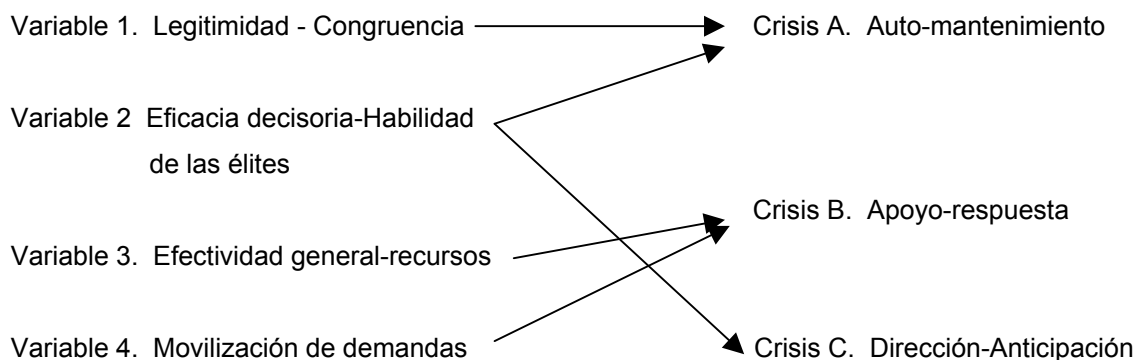 Variable 1. Legitimidad - Congruencia
Crisis A. Auto-mantenimiento
Variable 2 Eficacia decisoria-Habilidad
de las élites
Crisis B. Apoyo-respuesta
Variable 3. Efectividad general-recursos
Variable 4. Movilización de demandas
Crisis C. Dirección-Anticipación